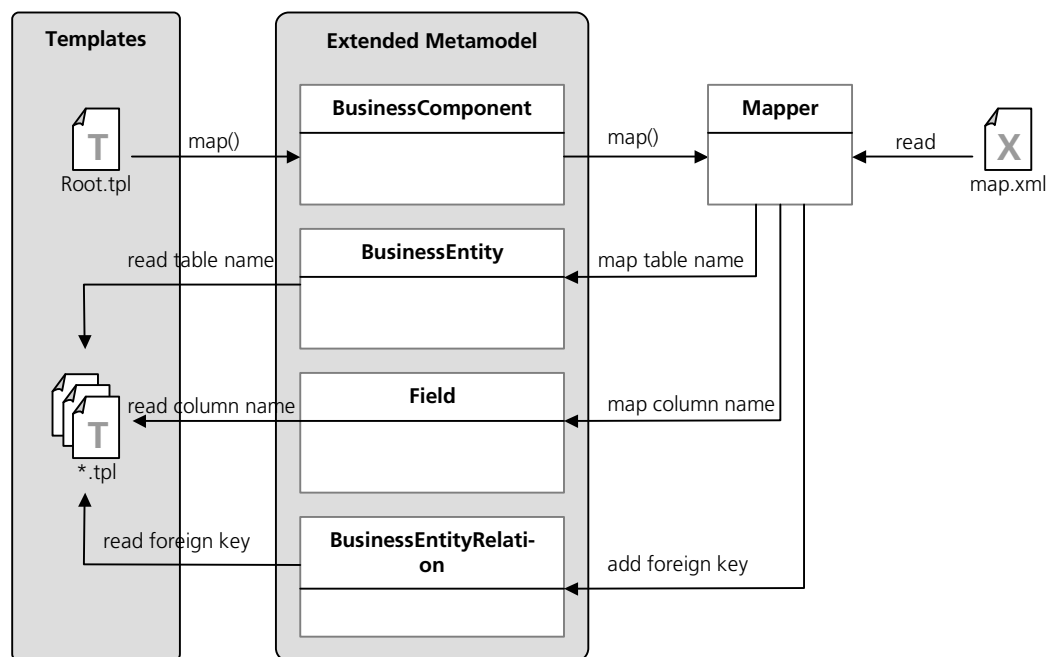 Templates
Extended Metamodel
BusinessComponent
Mapper
T
map()
map()
read
X
Root.tpl
map.xml
BusinessEntity
read table name
map table name
Field
read column name
map column name
T
*.tpl
BusinessEntityRelati-
on
read foreign key
add foreign key